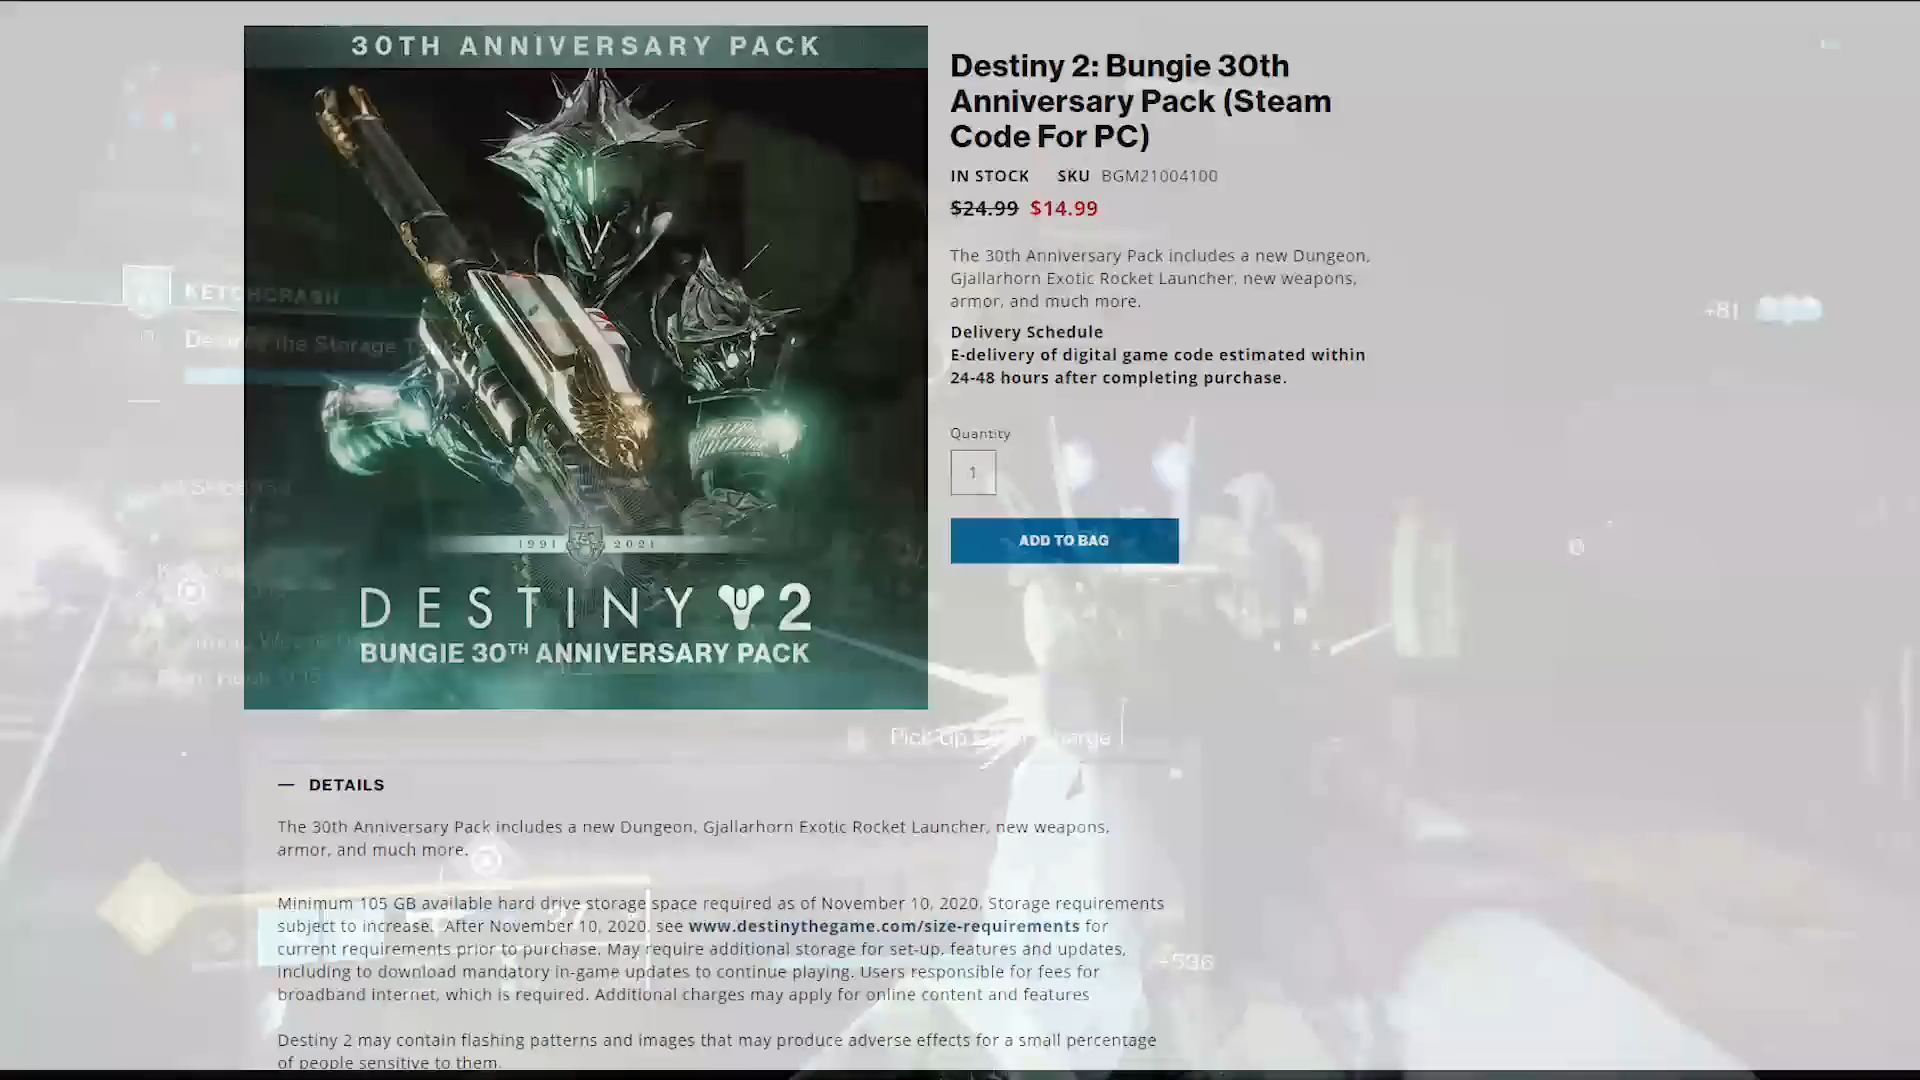 30TH ANNIVERSARY PACK
1991 2021
DESTINY 2
BUNGIE 30TH ANNIVERSARY PACK
Destiny 2: Bungie 30th
Anniversary Pack (Steam
Code For PC)
IN STOCK SKU BGM21004100
$24.99 $14.99
The 30th Anniversary Pack includes a new Dungeon,
Gjallarhorn Exotic Rocket Launcher, new weapons,
armor, and much more.
Delivery Schedule
E-delivery of digital game code estimated within
24-48 hours after completing purchase.
Quantity
1
ADD TO BAG
KETCHCRASH
the Storage
+81
Pick up
— DETAILS
The 30th Anniversary Pack includes a new Dungeon, Gjallarhorn Exotic Rocket Launcher, new weapons,
armor, and much more.
Minimum 105 GB available hard drive storage space required as of November 10, 2020. Storage requirements
subject to increase. After November 10, 2020, see www.destinythegame.com/size-requirements for
current requirements prior to purchase. May require additional storage for set-up, features and updates,
including to download mandatory in-game updates to continue playing. Users responsible for fees for
broadband internet, which is required. Additional charges may apply for online content and features
+536
27
Destiny 2 may contain flashing patterns and images that may produce adverse effects for a small percentage
of people sensitive to them.